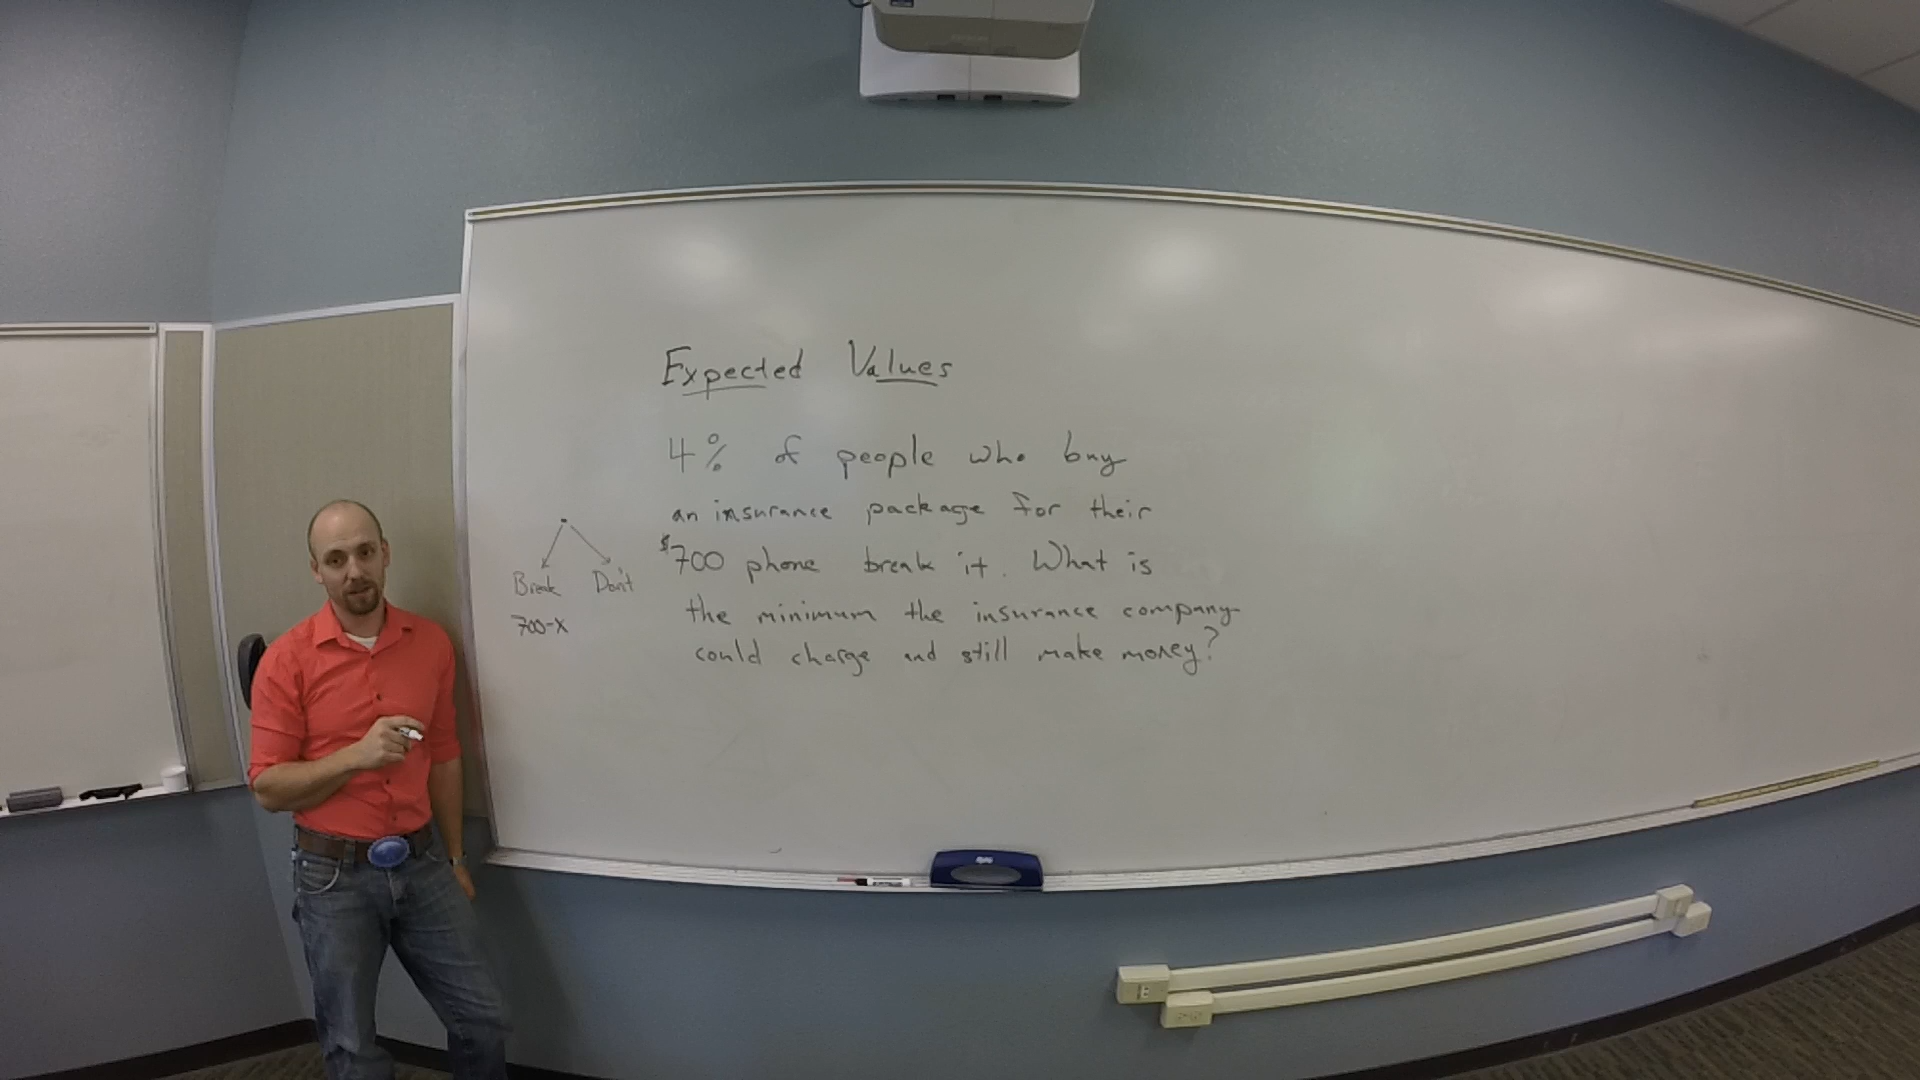 Expected Values
4% of people who buy
an insurance package for their
$700 phone break it. What is
the minimum the insurance company
could charge and still make money?
Break Don't
700-X